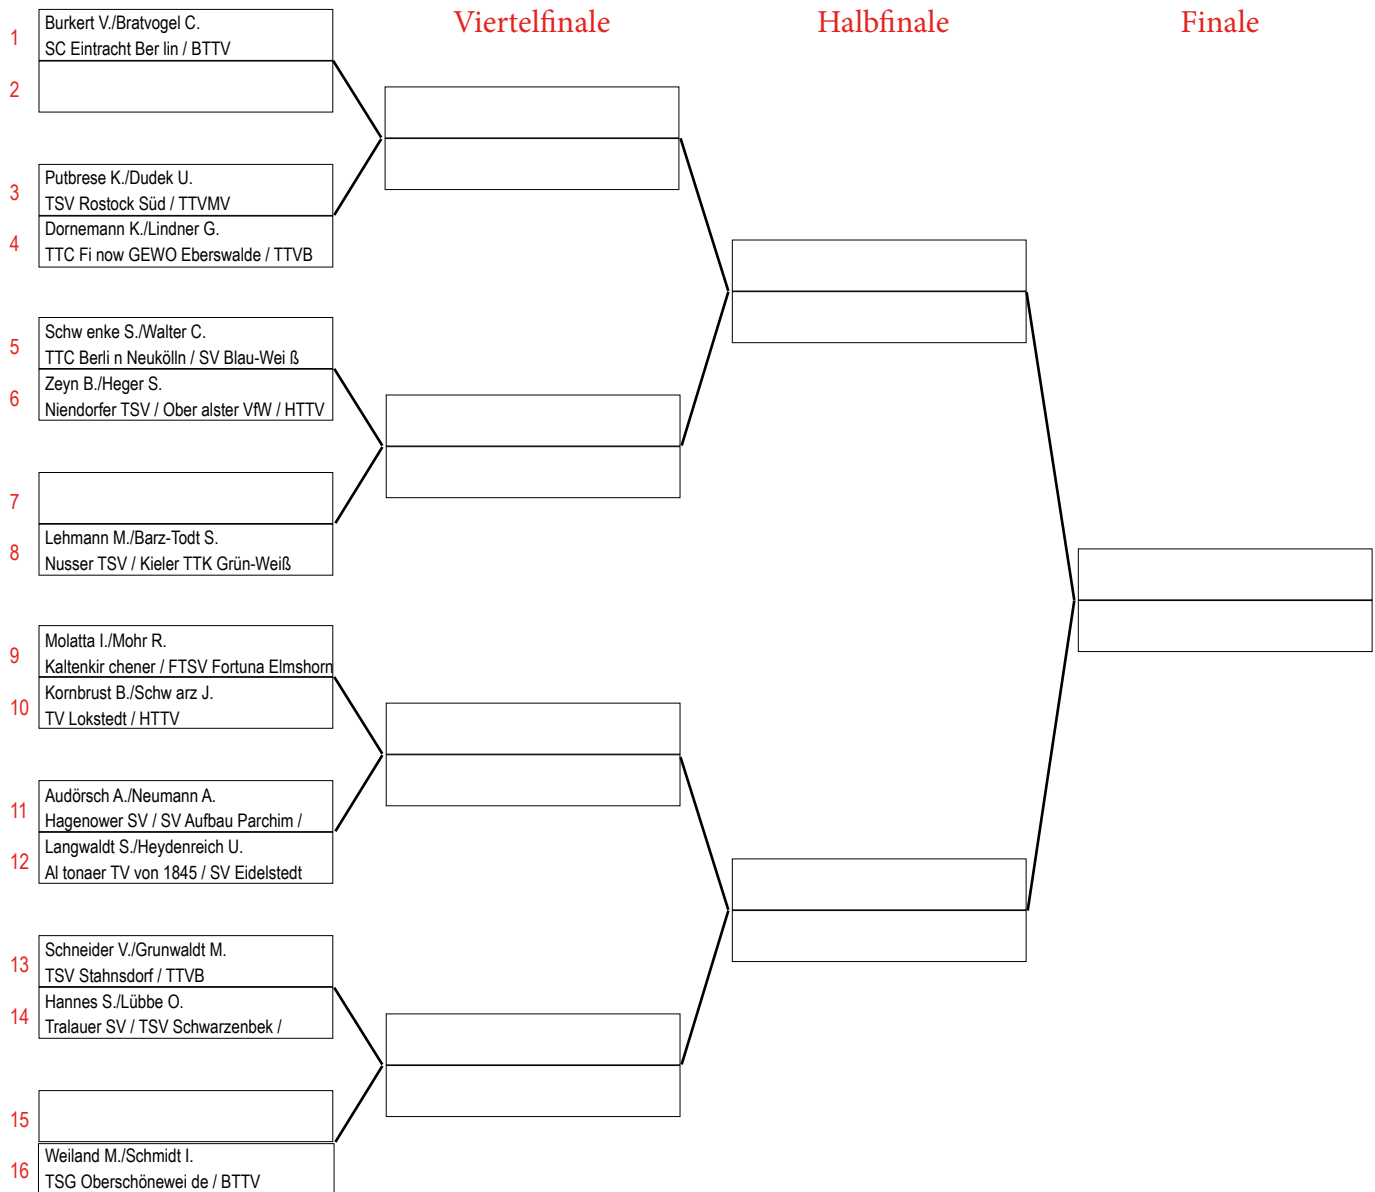 Viertelfinale
Halbfinale
Finale
1
Burkert V./Bratvogel C.
SC Eintracht Ber lin / BTTV
2
3
Putbrese K./Dudek U.
TSV Rostock Süd / TTVMV
4
Dornemann K./Lindner G.
TTC Fi now GEWO Eberswalde / TTVB
5
Schw enke S./Walter C.
TTC Berli n Neukölln / SV Blau-Wei ß
6
Zeyn B./Heger S.
Niendorfer TSV / Ober alster VfW / HTTV
7
8
Lehmann M./Barz-Todt S.
Nusser TSV / Kieler TTK Grün-Weiß
9
Molatta I./Mohr R.
Kaltenkir chener / FTSV Fortuna Elmshorn
10
Kornbrust B./Schw arz J.
TV Lokstedt / HTTV
11
Audörsch A./Neumann A.
Hagenower SV / SV Aufbau Parchim /
12
Langwaldt S./Heydenreich U.
Al tonaer TV von 1845 / SV Eidelstedt
13
Schneider V./Grunwaldt M.
TSV Stahnsdorf / TTVB
14
Hannes S./Lübbe O.
Tralauer SV / TSV Schwarzenbek /
15
16
Weiland M./Schmidt I.
TSG Oberschönewei de / BTTV